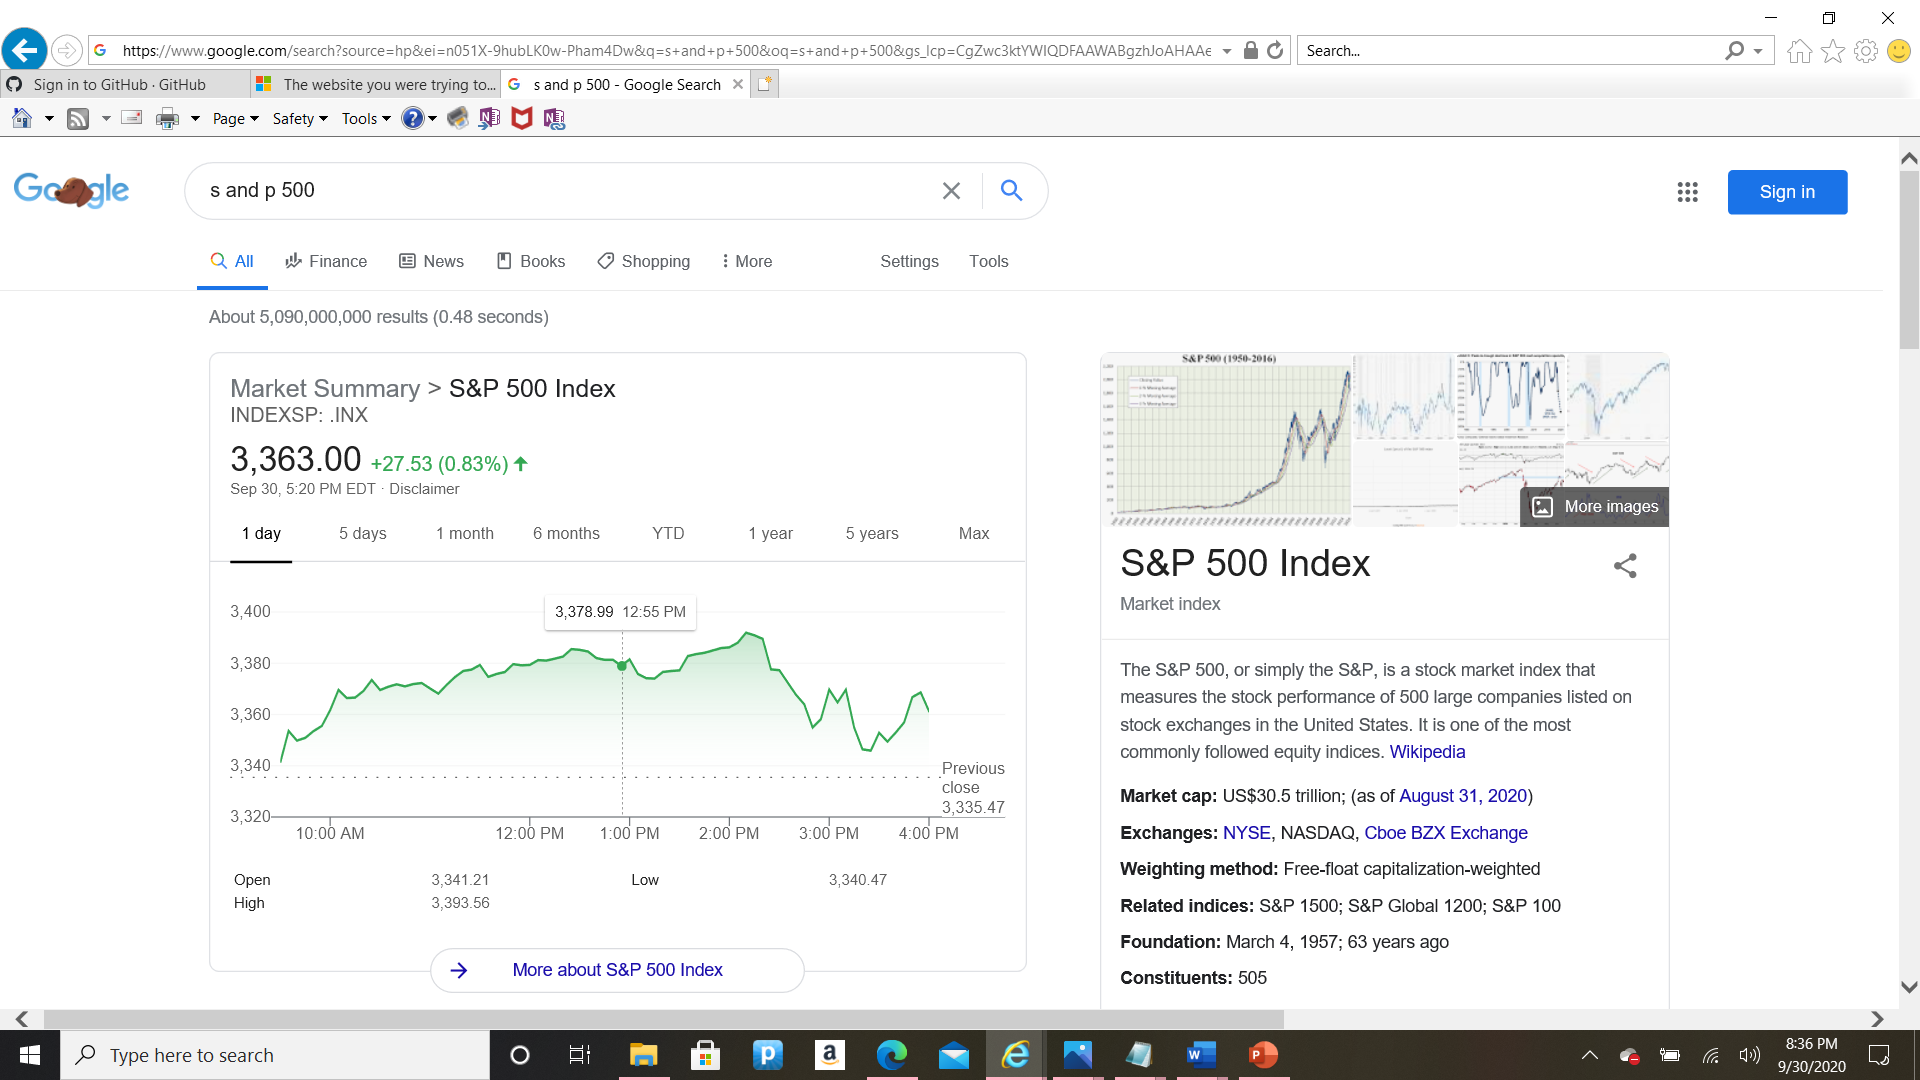 https://www.google.com/search?source=hp&ei=n051X-9hubLK0w-Pham4Dw&q=s+and+p+500&oq=s+and+p+500&gs_lcp=CgZwc3ktYWIQDFAAWABgzhJoAHAAe
Search...
Sign in to GitHub · GitHub
The website you were trying to...
s and p 500 - Google Search
Page
Safety
Tools
Google
s and p 500
Sign in
All
Finance
News
Books
Shopping
More
Settings
Tools
About 5,090,000,000 results (0.48 seconds)
Market Summary > S&P 500 Index
INDEXSP: .INX
3,363.00 +27.53 (0.83%)
Sep 30, 5:20 PM EDT · Disclaimer
1 day
5 days
1 month
6 months
YTD
1 year
5 years
Max
3,378.99 12:55 PM
3,400
3,380
3,360
3,340
3,320
Previous
close
3,335.47
10:00 AM
12:00 PM
1:00 PM
2:00 PM
3:00 PM
4:00 PM
Open 3,341.21
Low 3,340.47
High 3,393.56
More about S&P 500 Index
S&P 500 (1950-2016)
More images
S&P 500 Index
Market index
The S&P 500, or simply the S&P, is a stock market index that
measures the stock performance of 500 large companies listed on
stock exchanges in the United States. It is one of the most
commonly followed equity indices. Wikipedia
Market cap: US$30.5 trillion; (as of August 31, 2020)
Exchanges: NYSE, NASDAQ, Cboe BZX Exchange
Weighting method: Free-float capitalization-weighted
Related indices: S&P 1500; S&P Global 1200; S&P 100
Foundation: March 4, 1957; 63 years ago
Constituents: 505
Type here to search
8:36 PM
9/30/2020